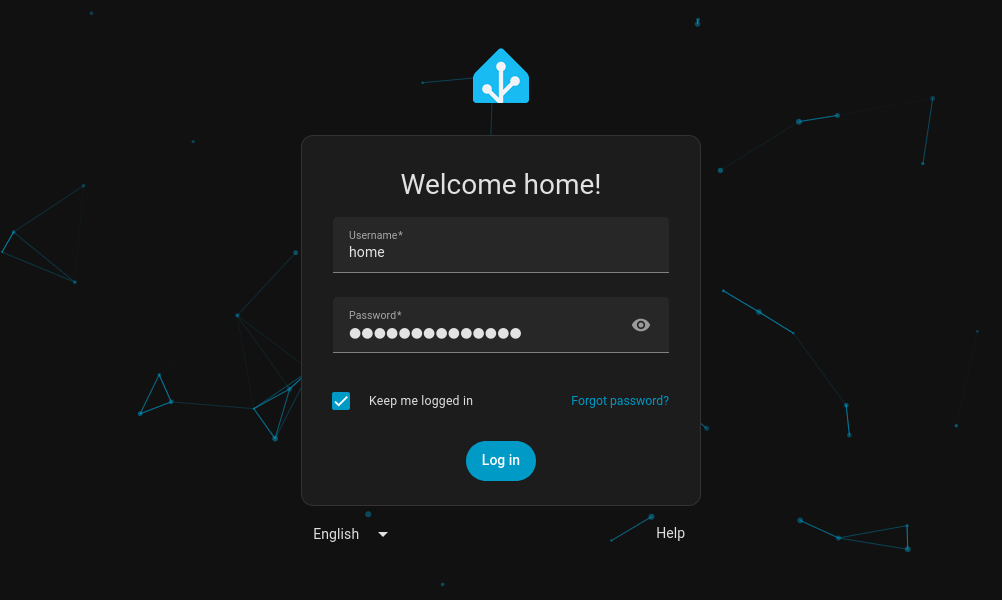 Welcome home!
Username*
home
Password*
●●●●●●●●●●●●●●
Keep me logged in
Forgot password?
Log in
English
Help